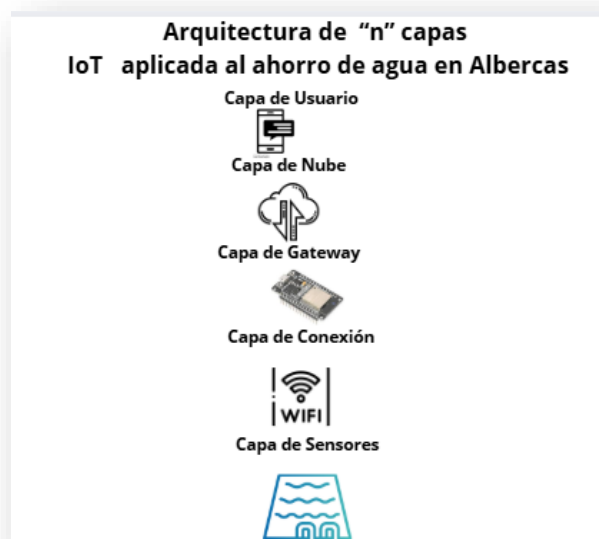 Arquitectura de “n” capas
IoT aplicada al ahorro de agua en Albercas
Capa de Usuario
Capa de Nube
Capa de Gateway
Capa de Conexión
WIFI
Capa de Sensores